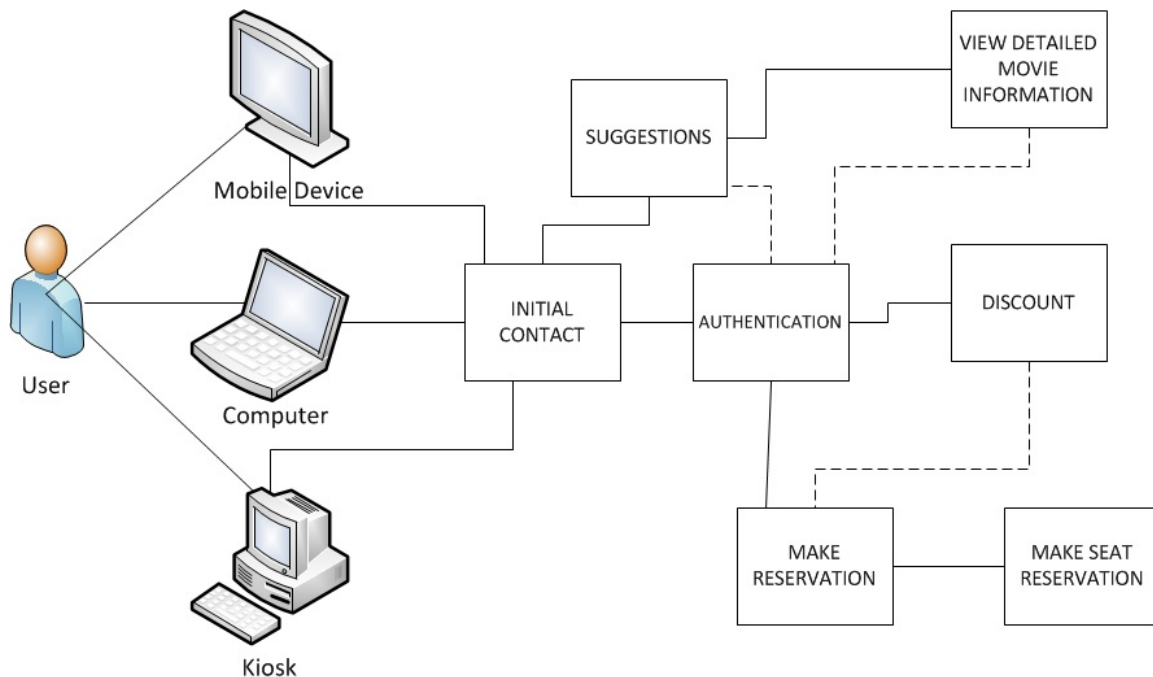 VIEW DETAILED
MOVIE
INFORMATION
SUGGESTIONS
Mobile Device
INITIAL
CONTACT
AUTHENTICATION
DISCOUNT
User
Computer
MAKE
RESERVATION
MAKE SEAT
RESERVATION
Kiosk